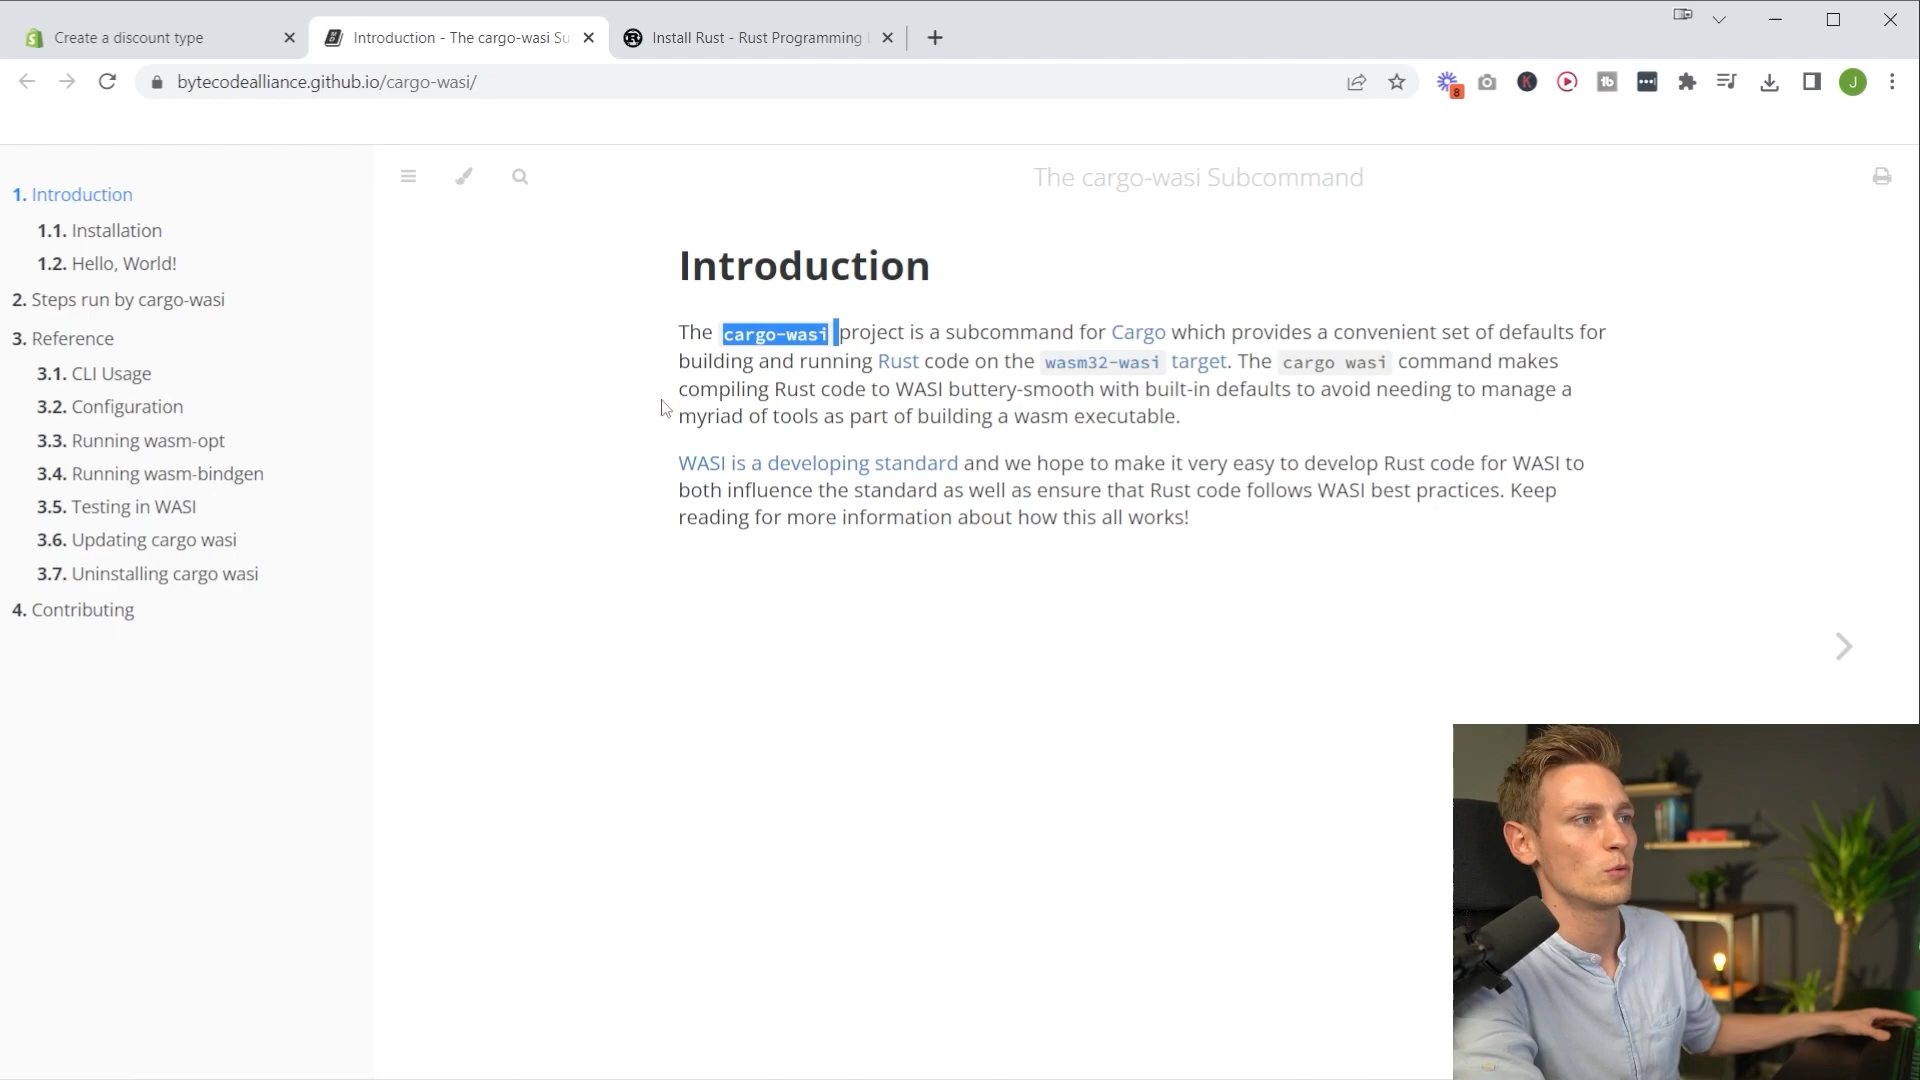 Create a discount type
Introduction - The cargo-wasi Su
Install Rust - Rust Programming
bytecodealliance.github.io/cargo-wasi/
8
K
tb
J
1. Introduction
1.1. Installation
1.2. Hello, World!
2. Steps run by cargo-wasi
3. Reference
3.1. CLI Usage
3.2. Configuration
3.3. Running wasm-opt
3.4. Running wasm-bindgen
3.5. Testing in WASI
3.6. Updating cargo wasi
3.7. Uninstalling cargo wasi
4. Contributing
The cargo-wasi Subcommand
Introduction
The cargo-wasi project is a subcommand for Cargo which provides a convenient set of defaults for
building and running Rust code on the wasm32-wasi target. The cargo wasi command makes
compiling Rust code to WASI buttery-smooth with built-in defaults to avoid needing to manage a
myriad of tools as part of building a wasm executable.
WASI is a developing standard and we hope to make it very easy to develop Rust code for WASI to
both influence the standard as well as ensure that Rust code follows WASI best practices. Keep
reading for more information about how this all works!